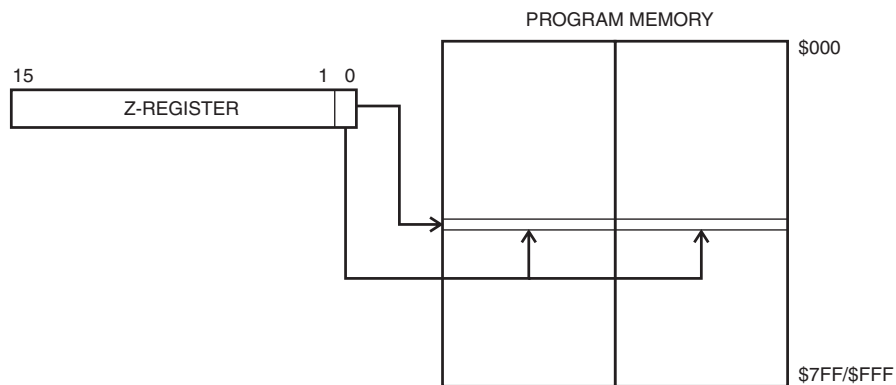 PROGRAM MEMORY
$000
15 1 0
Z-REGISTER
$7FF/$FFF